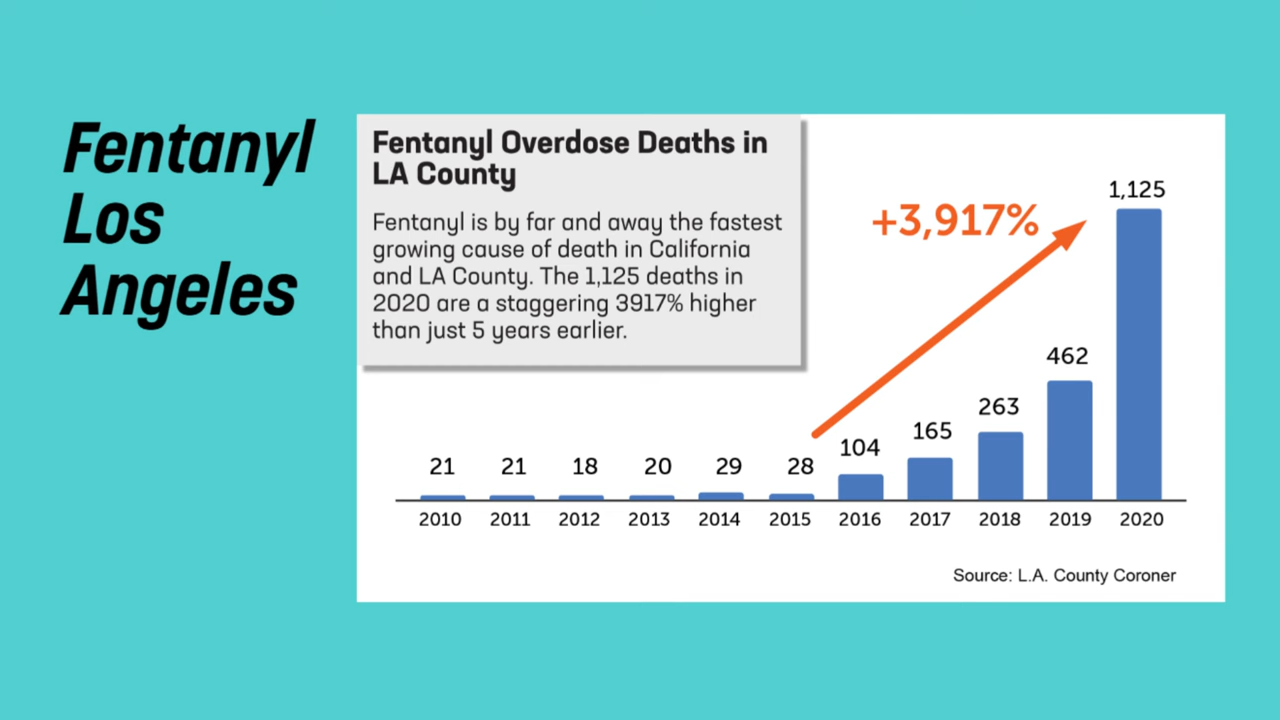 Fentanyl
Los
Angeles
Fentanyl Overdose Deaths in
LA County
Fentanyl is by far and away the fastest
growing cause of death in California
and LA County. The 1,125 deaths in
2020 are a staggering 3917% higher
than just 5 years earlier.
+3,917%
1,125
462
263
165
104
21 21 18 20 29 28
2010 2011 2012 2013 2014 2015 2016 2017 2018 2019 2020
Source: L.A. County Coroner